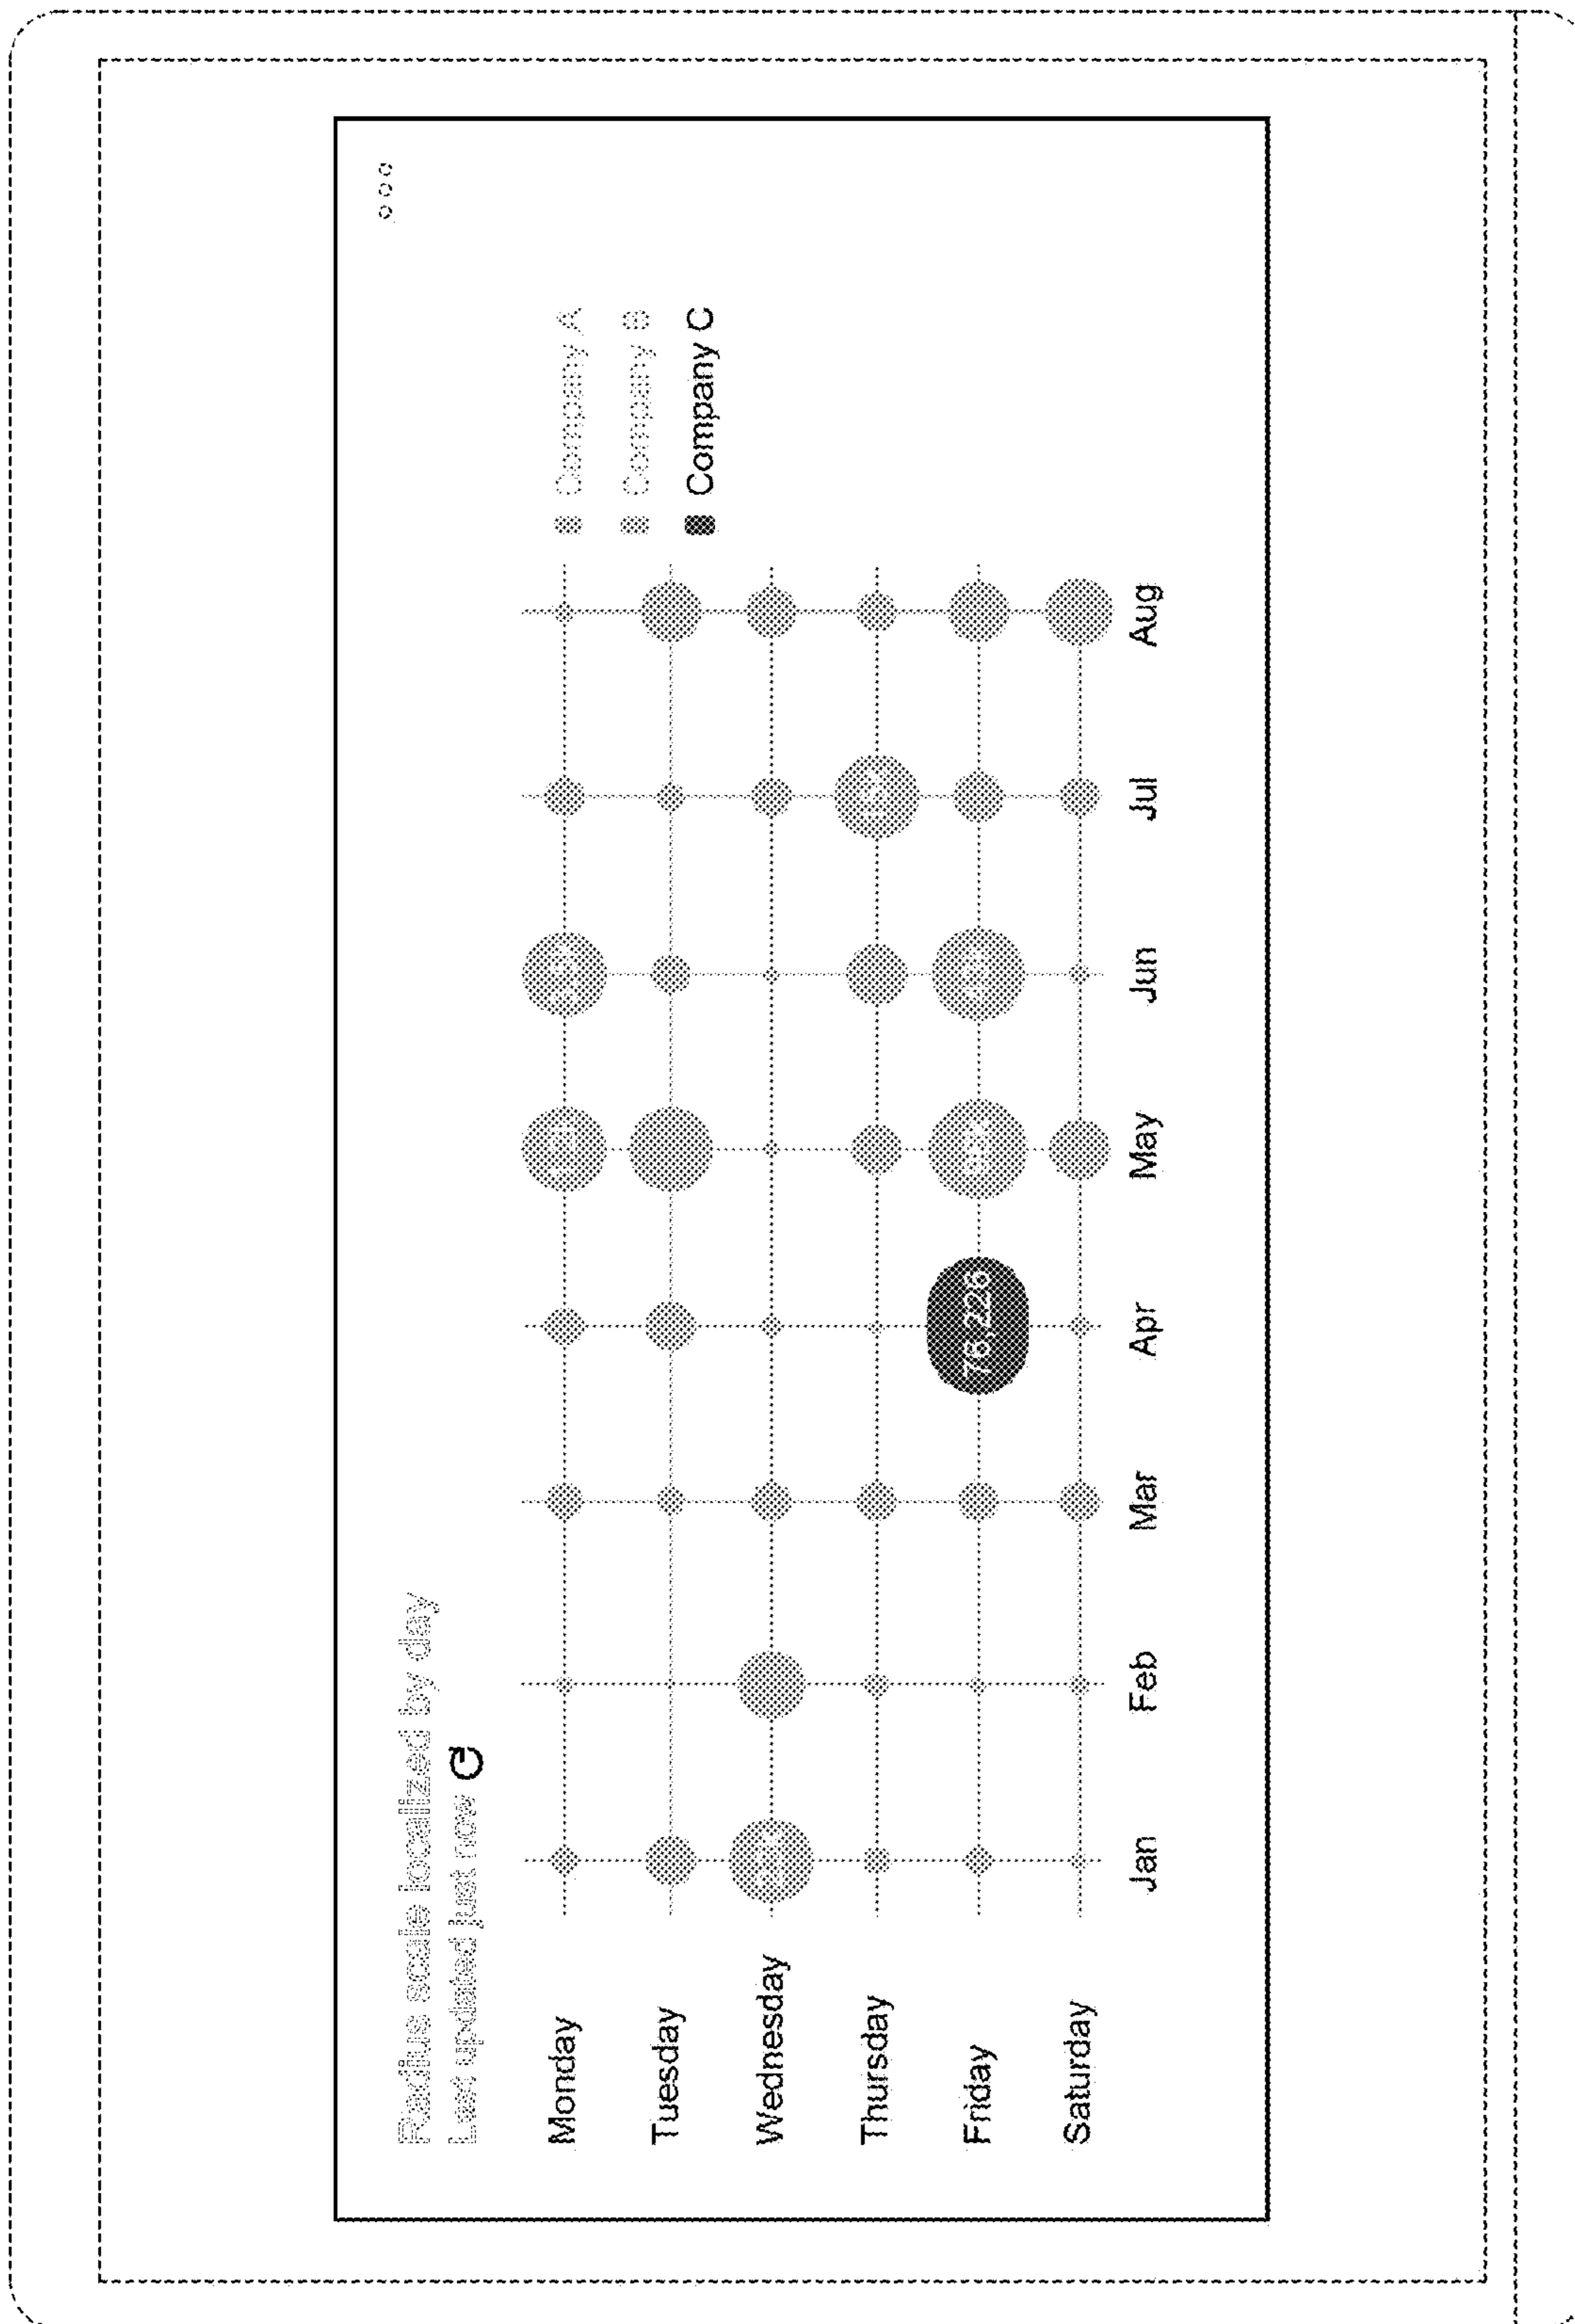 Radius scale localized by day
Last updated just now
Company A
Company B
Company C
Monday
Tuesday
Wednesday
Thursday
Friday
Saturday
76,226
Jan
Feb
Mar
Apr
May
Jun
Jul
Aug